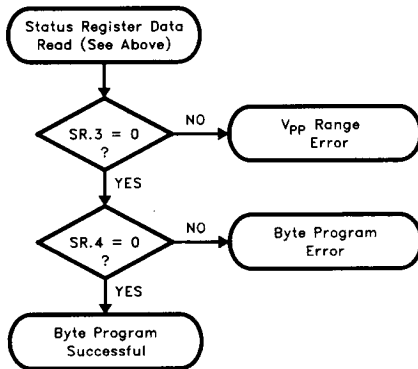 Status Register Data
Read (See Above)
SR.3 = 0
?
NO
VPP Range
Error
YES
SR.4 = 0
?
NO
Byte Program
Error
YES
Byte Program
Successful